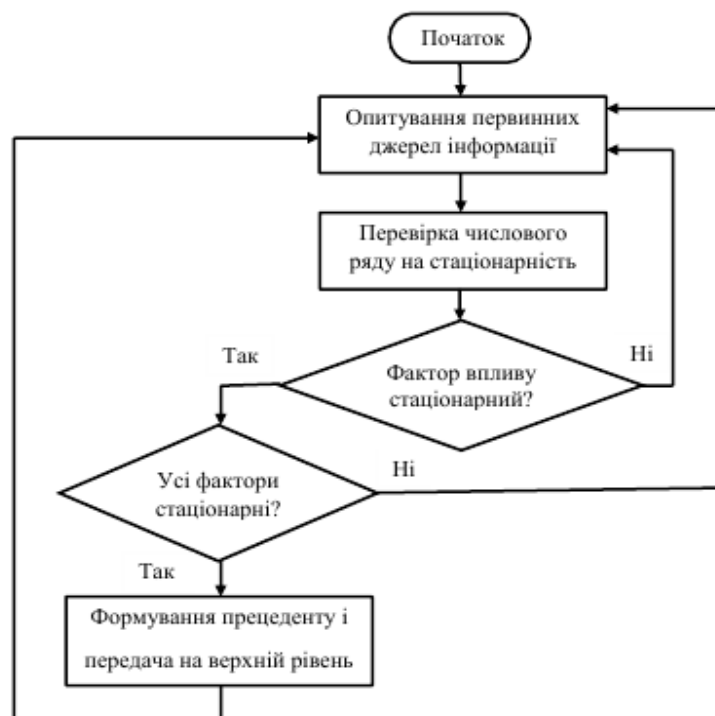 Початок
Опитування первинних
джерел інформації
Перевірка числового
ряду на стаціонарність
Так
Ні
Фактор впливу
стаціонарний?
Ні
Усі фактори
стаціонарні?
Так
Формування прецеденту і
передача на верхній рівень